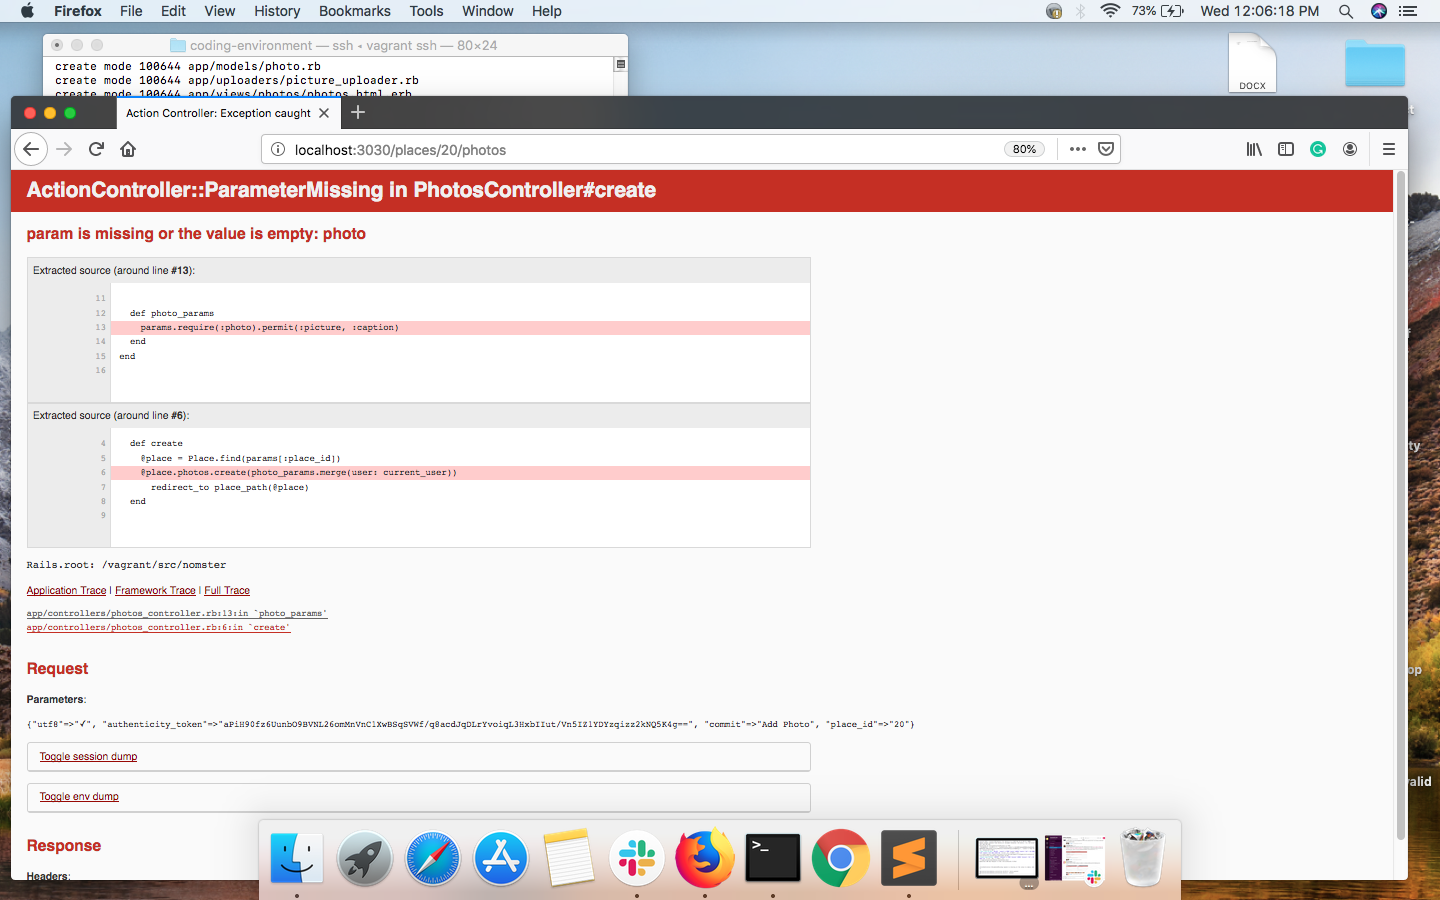 Firefox File Edit View History Bookmarks Tools Window Help 73% Wed 12:06:18 PM
coding-environment — ssh ◂ vagrant ssh — 80×24
create mode 100644 app/models/photo.rb
create mode 100644 app/uploaders/picture_uploader.rb
create mode 100644 app/views/photos/photos.html.erb
DOCX
Action Controller: Exception caught
localhost:3030/places/20/photos 80%
ActionController::ParameterMissing in PhotosController#create
param is missing or the value is empty: photo
Extracted source (around line #13):
11
12 def photo_params
13 params.require(:photo).permit(:picture, :caption)
14 end
15 end
16
Extracted source (around line #6):
4 def create
5 @place = Place.find(params[:place_id])
6 @place.photos.create(photo_params.merge(user: current_user))
7 redirect_to place_path(@place)
8 end
9
Rails.root: /vagrant/src/nomster
Application Trace | Framework Trace | Full Trace
app/controllers/photos_controller.rb:13:in `photo_params'
app/controllers/photos_controller.rb:6:in `create'
Request
Parameters:
"commit"=>"Add Photo", "place_id"=>"20"}
Toggle session dump
Toggle env dump
Response
Headers:
ty
op
valid